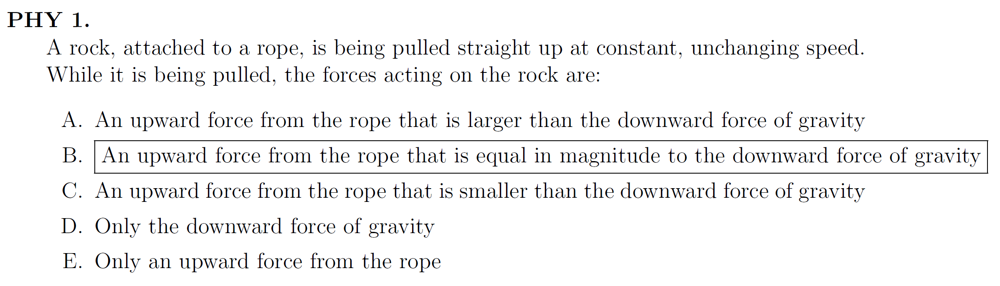 PHY 1.
A rock, attached to a rope, is being pulled straight up at constant, unchanging speed.
While it is being pulled, the forces acting on the rock are:
A. An upward force from the rope that is larger than the downward force of gravity
B. An upward force from the rope that is equal in magnitude to the downward force of gravity
C. An upward force from the rope that is smaller than the downward force of gravity
D. Only the downward force of gravity
E. Only an upward force from the rope